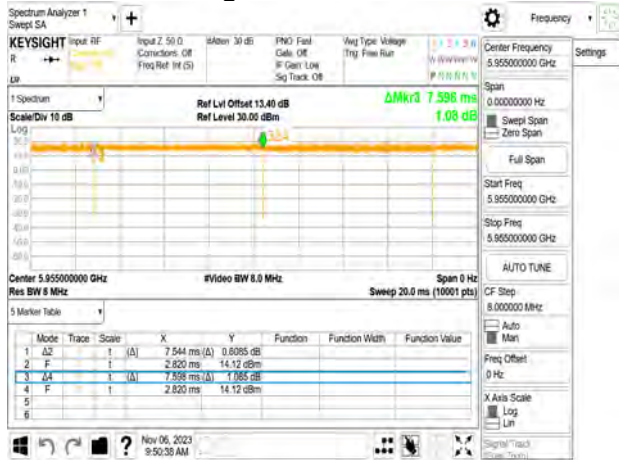 Spectrum Analyzer 1
Swept SA
+
Frequency
KEYSIGHT Input: RF
R
Input Z: 50 Ω
Corrections: Off
Freq Ref: Int (S)
#Atten: 30 dB
PNO: Fast
Gate: Off
IF Gain: Low
Sig Track: Off
Avg Type: Voltage
Trig: Free Run
1 2 3 4 5 6
P N N N N N
Center Frequency
5.955000000 GHz
Settings
Span
0.00000000 Hz
Swept Span
Zero Span
Full Span
Start Freq
5.955000000 GHz
Stop Freq
5.955000000 GHz
AUTO TUNE
CF Step
8.000000 MHz
Auto
Man
Freq Offset
0 Hz
X Axis Scale
Log
Lin
Signal Track
1 Spectrum
Scale/Div 10 dB
Log
Ref Lvl Offset 13.40 dB
Ref Level 30.00 dBm
ΔMkr3 7.596 ms
1.08 dB
Center 5.955000000 GHz
Res BW 8 MHz
#Video BW 8.0 MHz
Span 0 Hz
Sweep 20.0 ms (10001 pts)
5 Marker Table
Mode Trace Scale X Y Function Function Width Function Value
1 Δ2 1 t (Δ) 7.544 ms (Δ) 0.6085 dB
2 F 1 t 2.820 ms 14.12 dBm
3 Δ4 1 t (Δ) 7.598 ms (Δ) 1.085 dB
4 F 1 t 2.820 ms 14.12 dBm
5
6
?
Nov 06, 2023
9:50:38 AM